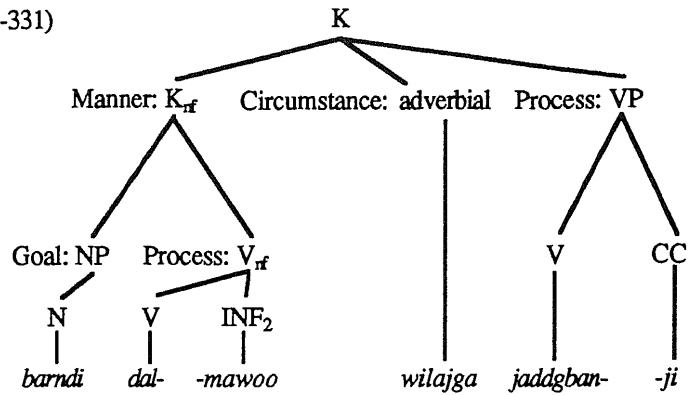 -331)
K
Manner: Knf Circumstance: adverbial Process: VP
Goal: NP Process: Vnf V CC
N V INF2
barndi dal- -mawoo wilajga jaddgban- -ji